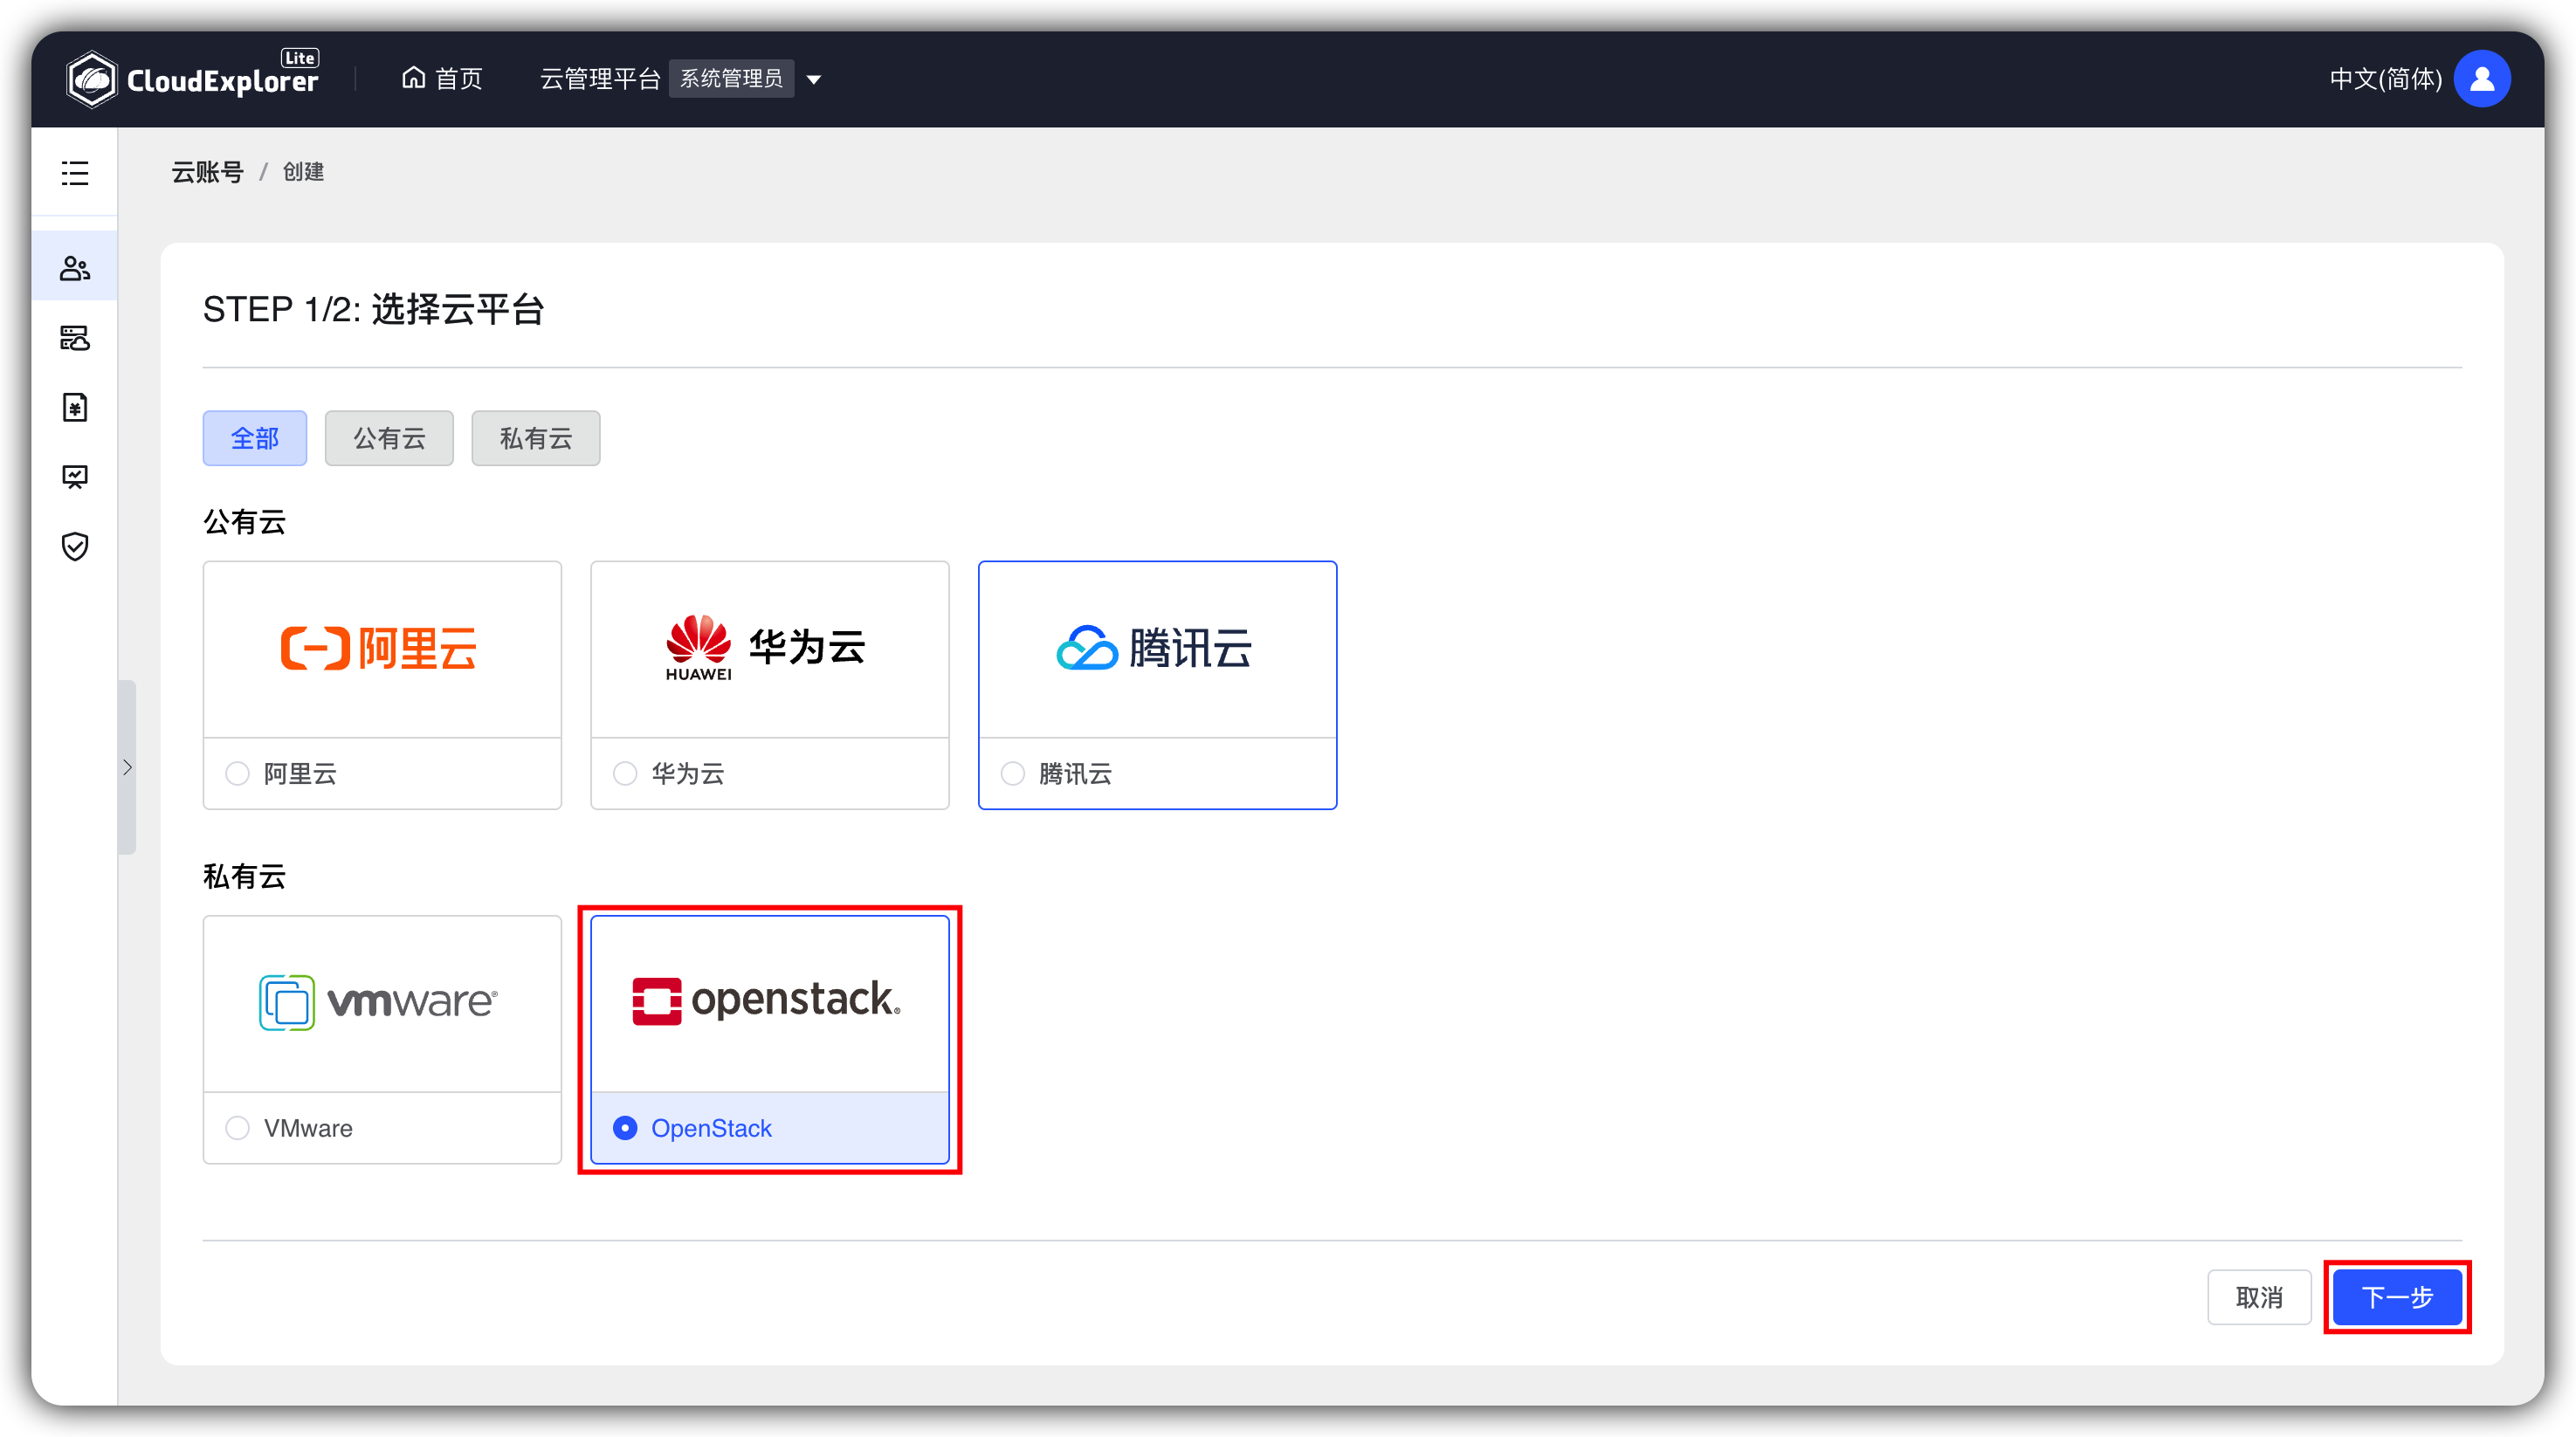 CloudExplorer Lite 首页 云管理平台 系统管理员 中文(简体)
云账号 / 创建
STEP 1/2: 选择云平台
全部 公有云 私有云
公有云
阿里云 HUAWEI 华为云 腾讯云
阿里云 华为云 腾讯云
私有云
vmware® openstack®
VMware OpenStack
取消 下一步